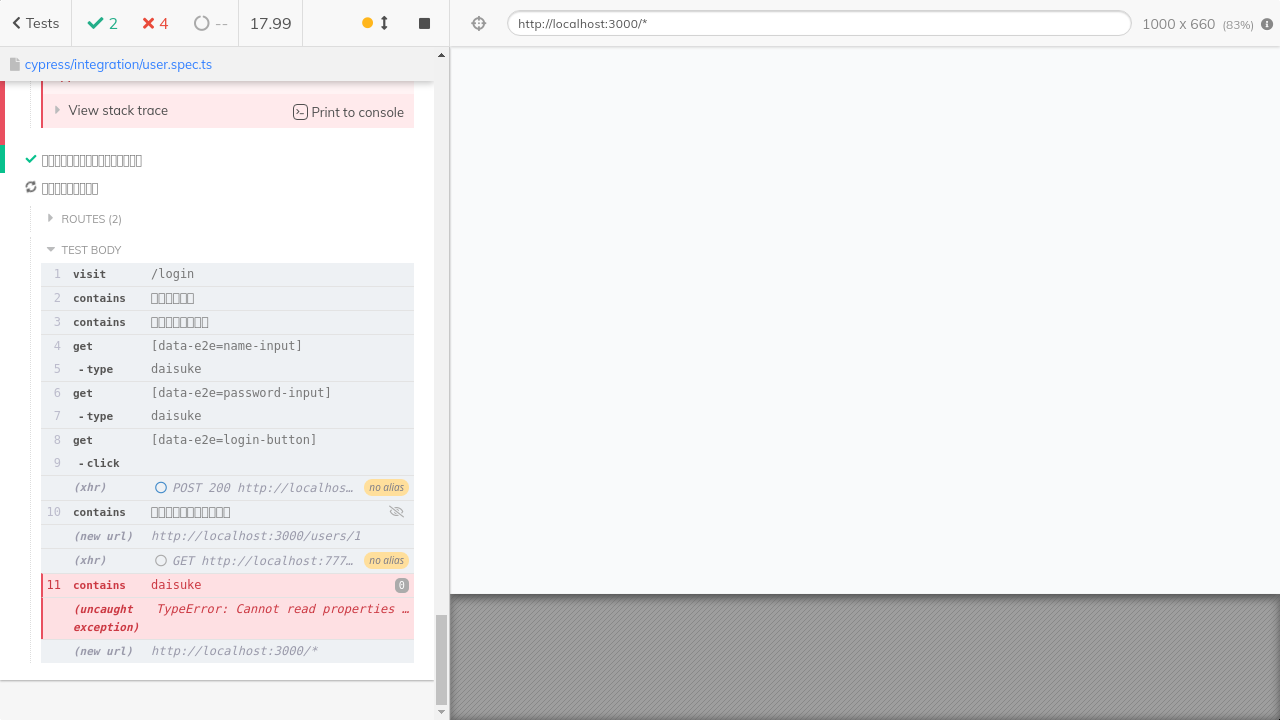 Tests 2 4 -- 17.99
http://localhost:3000/* 1000 x 660 (83%)
cypress/integration/user.spec.ts
View stack trace Print to console
ROUTES (2)
TEST BODY
1 visit /login
2 contains
3 contains
4 get [data-e2e=name-input]
5 -type daisuke
6 get [data-e2e=password-input]
7 -type daisuke
8 get [data-e2e=login-button]
9 -click
(xhr) POST 200 http://localhos… no alias
10 contains
(new url) http://localhost:3000/users/1
(xhr) GET http://localhost:777… no alias
11 contains daisuke 0
(uncaught TypeError: Cannot read properties …
exception)
(new url) http://localhost:3000/*